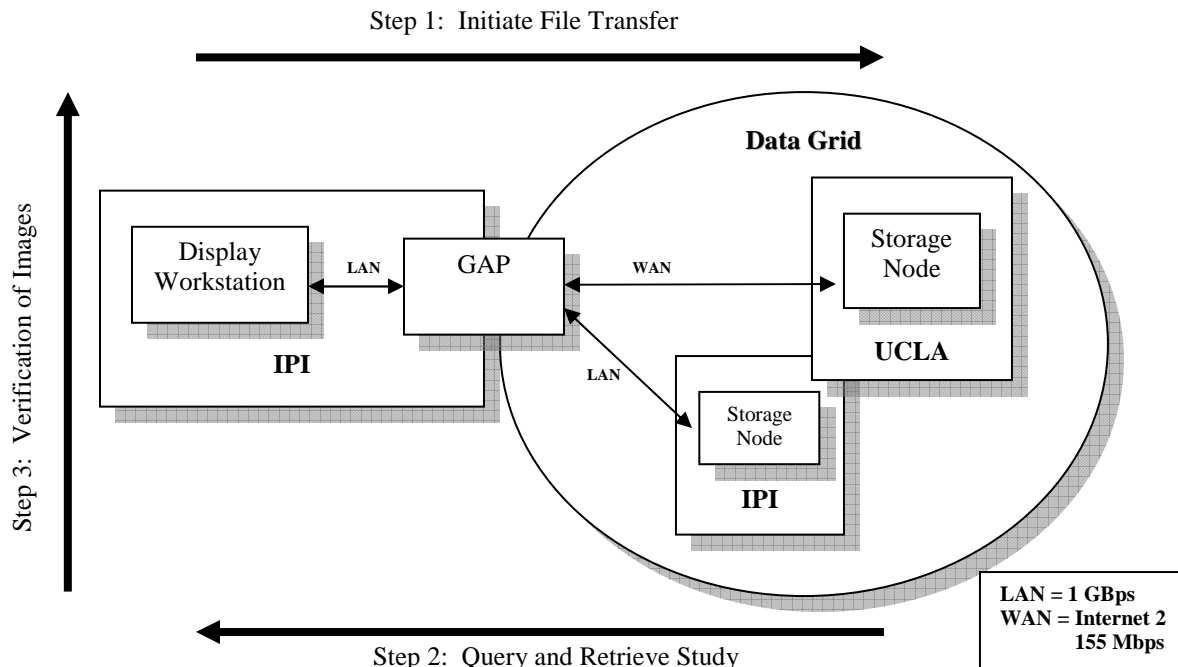 Step 1:  Initiate File Transfer
Step 3:  Verification of Images
Data Grid
Display
Workstation
LAN
GAP
WAN
Storage
Node
IPI
UCLA
LAN
Storage
Node
IPI
LAN = 1 GBps
WAN = Internet 2
155 Mbps
Step 2:  Query and Retrieve Study